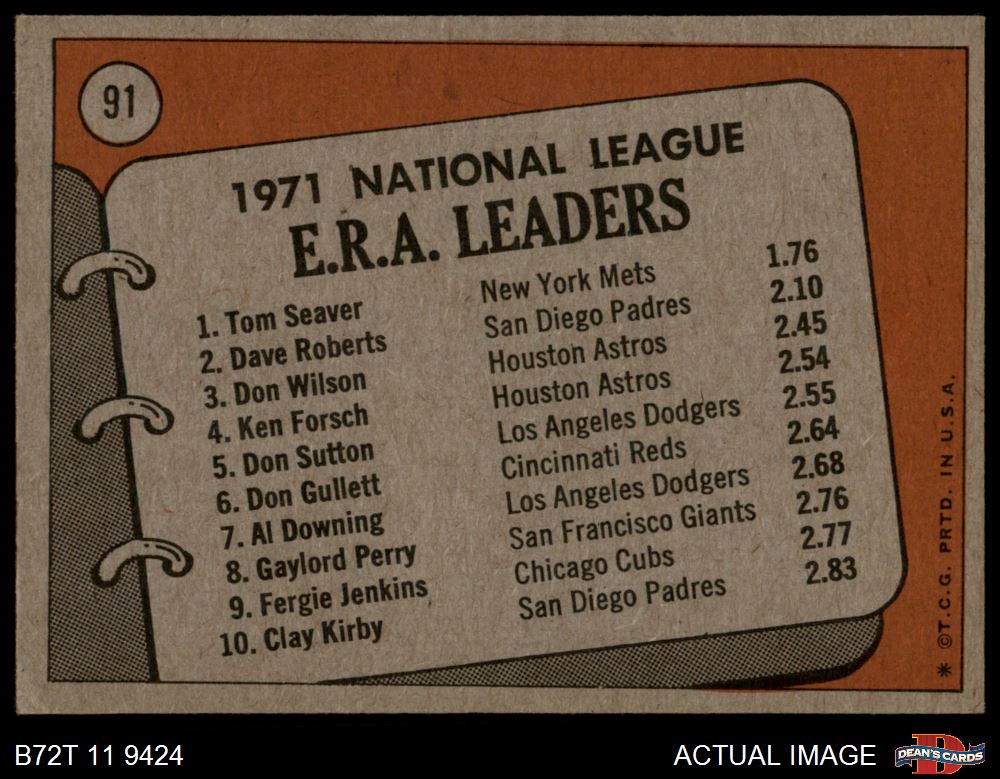 91
1971 NATIONAL LEAGUE
E.R.A. LEADERS
1. Tom Seaver New York Mets 1.76
2. Dave Roberts San Diego Padres 2.10
3. Don Wilson Houston Astros 2.45
4. Ken Forsch Houston Astros 2.54
5. Don Sutton Los Angeles Dodgers 2.55
6. Don Gullett Cincinnati Reds 2.64
7. Al Downing Los Angeles Dodgers 2.68
8. Gaylord Perry San Francisco Giants 2.76
9. Fergie Jenkins Chicago Cubs 2.77
10. Clay Kirby San Diego Padres 2.83
* ©T.C.G. PRTD. IN U.S.A.
B72T 11 9424
ACTUAL IMAGE
DEAN'S CARDS